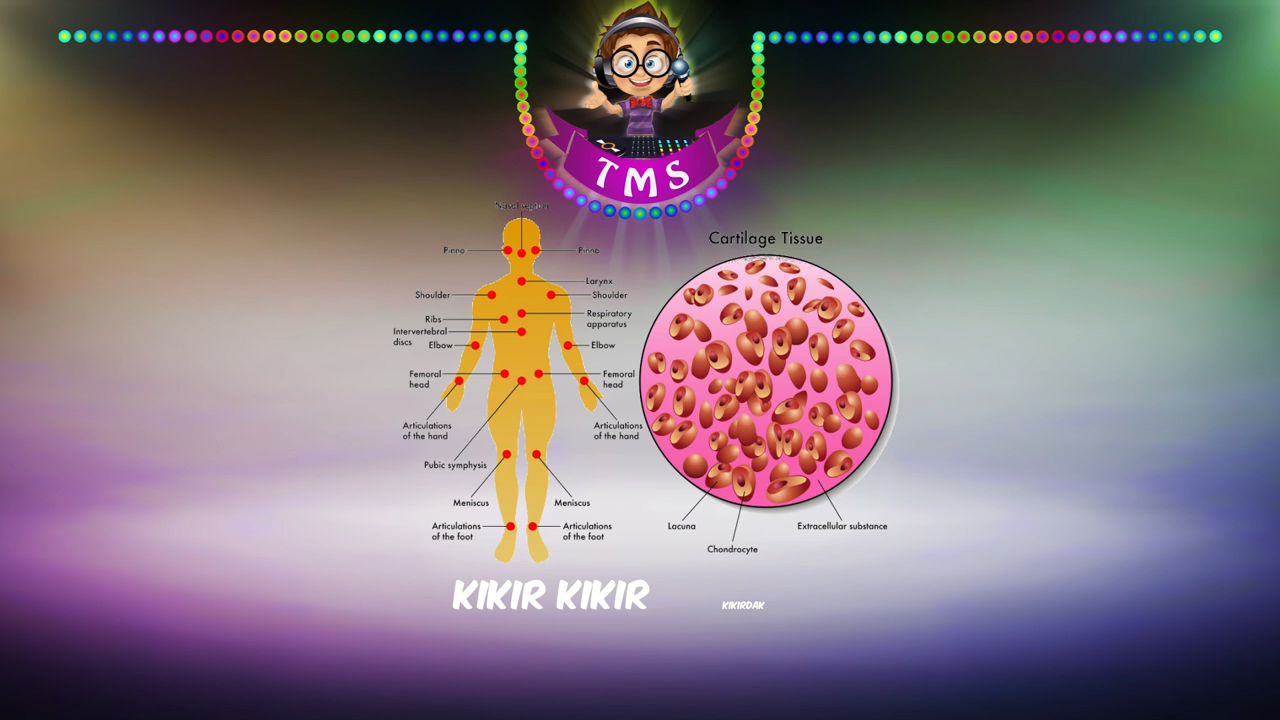 TMS
Nasal septum
Cartilage Tissue
Pinna
Pinna
Larynx
Shoulder
Shoulder
Ribs
Respiratory
apparatus
Intervertebral
discs
Elbow
Elbow
Femoral
head
Femoral
head
Articulations
of the hand
Articulations
of the hand
Pubic symphysis
Meniscus
Meniscus
Articulations
of the foot
Articulations
of the foot
Lacuna
Extracellular substance
Chondrocyte
KIKIR KIKIR
KIKIRDAK